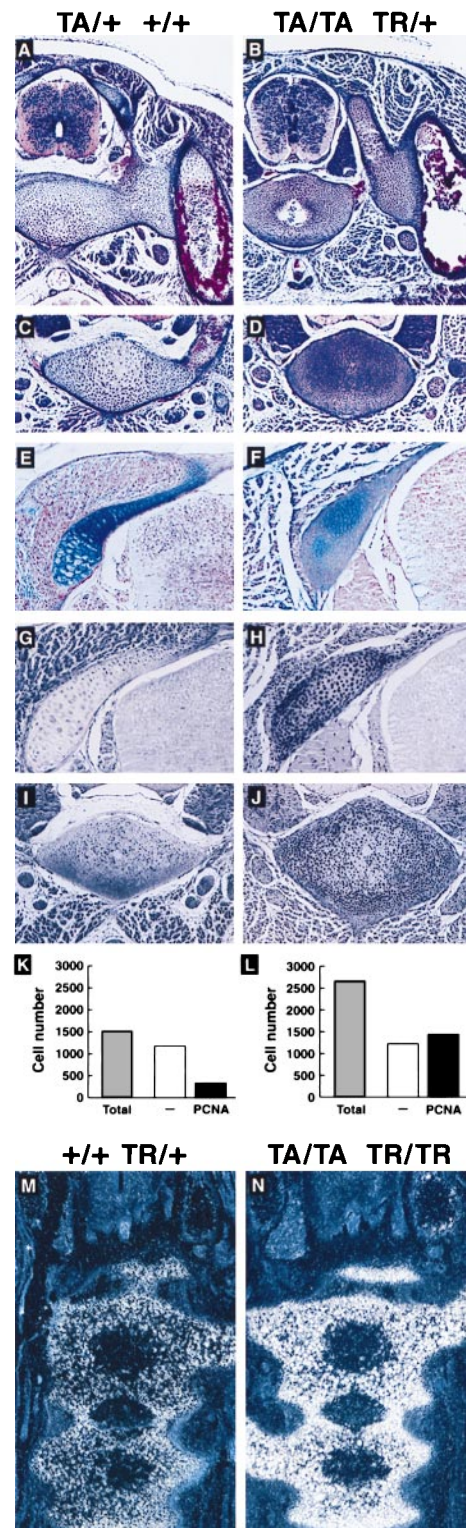 TA/+ +/+ TA/TA TR/+
A B
C D
E F
G H
I J
K L
3000 3000
2500 2500
2000 2000
1500 1500
1000 1000
500 500
0 0
Cell number Cell number
Total – PCNA Total – PCNA
+/+ TR/+ TA/TA TR/TR
M N